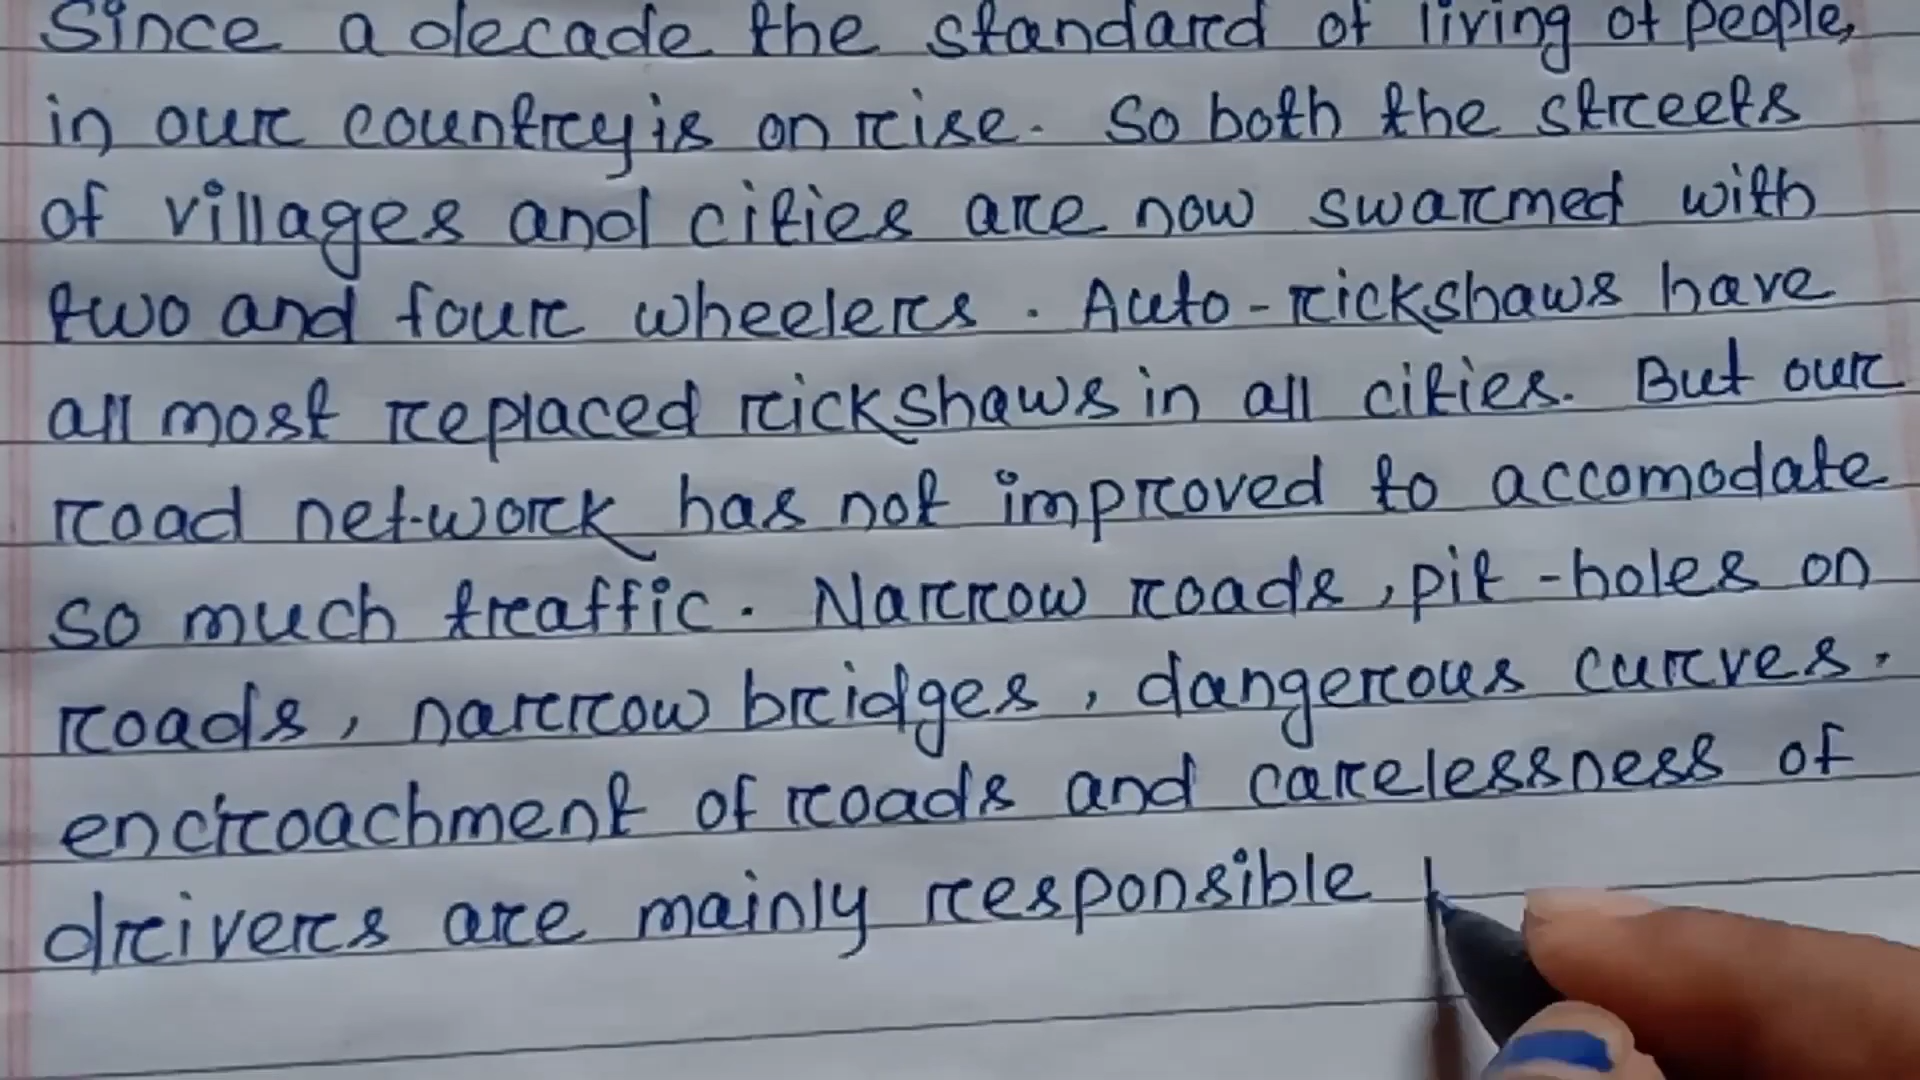 Since a decade the standard of living of people,
in our country is on rise. So both the streets
of villages and cities are now swarmed with
two and four wheelers. Auto-rickshaws have
all most replaced rickshaws in all cities. But our
road net-work has not improved to accomodate
so much traffic. Narrow roads, pit-holes on
roads, narrow bridges, dangerous curves.
encroachment of roads and carelessness of
drivers are mainly responsible